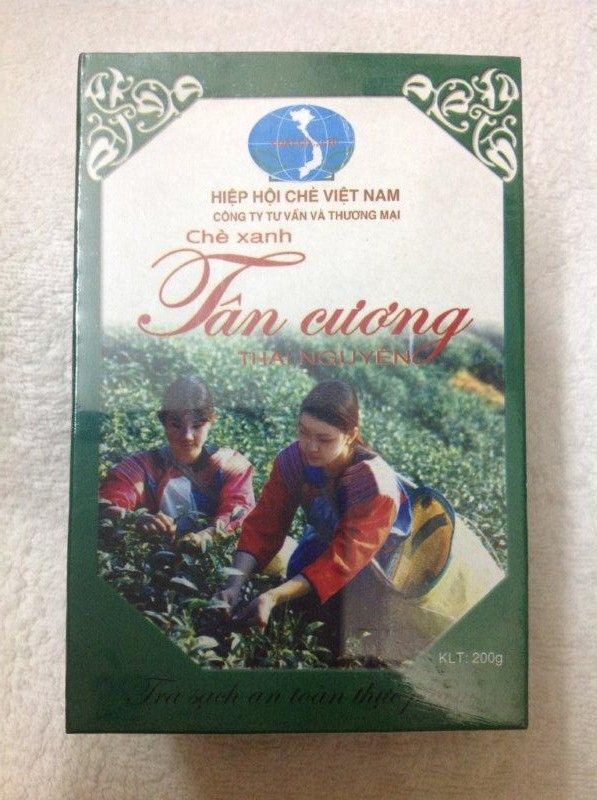 HIỆP HỘI CHÈ VIỆT NAM
CÔNG TY TƯ VẤN VÀ THƯƠNG MẠI
Chè xanh
Tân cương
THÁI NGUYÊN
KLT: 200g
Trà sạch an toàn thực